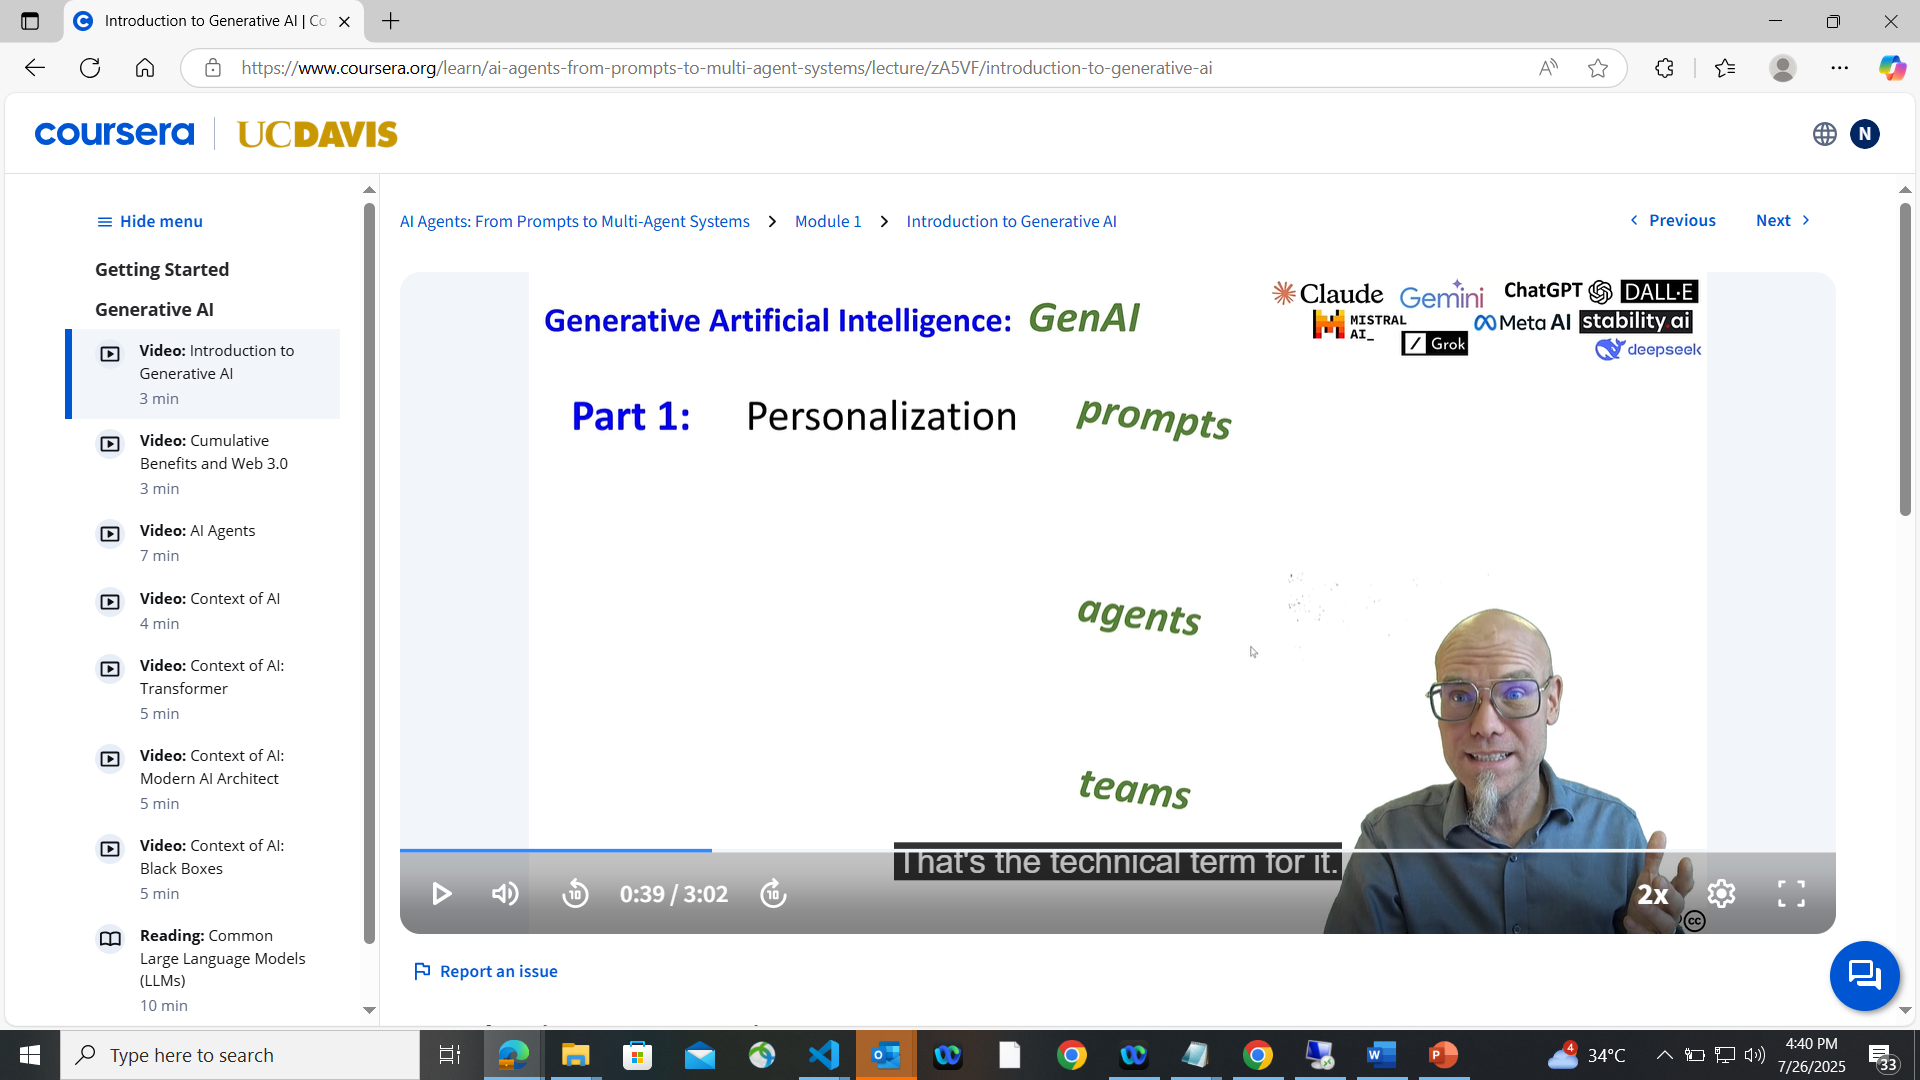 Introduction to Generative AI | Co
https://www.coursera.org/learn/ai-agents-from-prompts-to-multi-agent-systems/lecture/zA5VF/introduction-to-generative-ai
coursera
UCDAVIS
N
Hide menu
Getting Started
Generative AI
Video: Introduction to
Generative AI
3 min
Video: Cumulative
Benefits and Web 3.0
3 min
Video: AI Agents
7 min
Video: Context of AI
4 min
Video: Context of AI:
Transformer
5 min
Video: Context of AI:
Modern AI Architect
5 min
Video: Context of AI:
Black Boxes
5 min
Reading: Common
Large Language Models
(LLMs)
10 min
AI Agents: From Prompts to Multi-Agent Systems
Module 1
Introduction to Generative AI
Previous
Next
Generative Artificial Intelligence: GenAI
Claude
Gemini
ChatGPT
DALL·E
MISTRAL
AI_
Meta AI
stability.ai
Grok
deepseek
Part 1: Personalization prompts
agents
teams
That's the technical term for it.
10
0:39 / 3:02
10
2x
cc
Report an issue
Type here to search
4
34°C
4:40 PM
7/26/2025
33